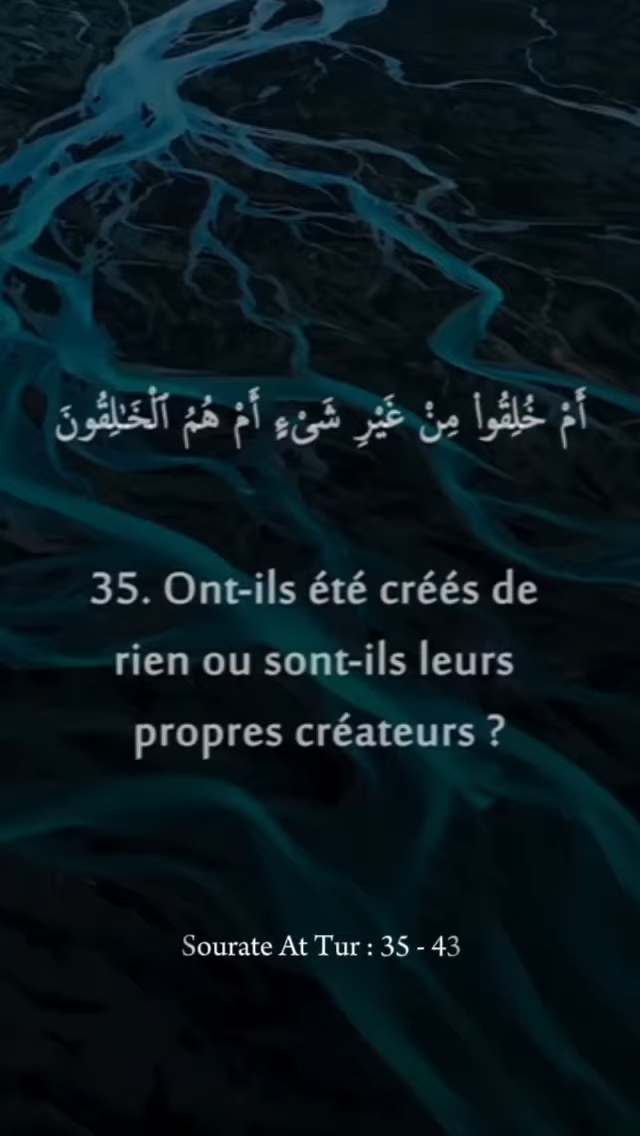 أَمْ خُلِقُوا۟ مِنْ غَيْرِ شَىْءٍ أَمْ هُمُ ٱلْخَـٰلِقُونَ
35. Ont-ils été créés de
rien ou sont-ils leurs
propres créateurs ?
Sourate At Tur : 35 - 43